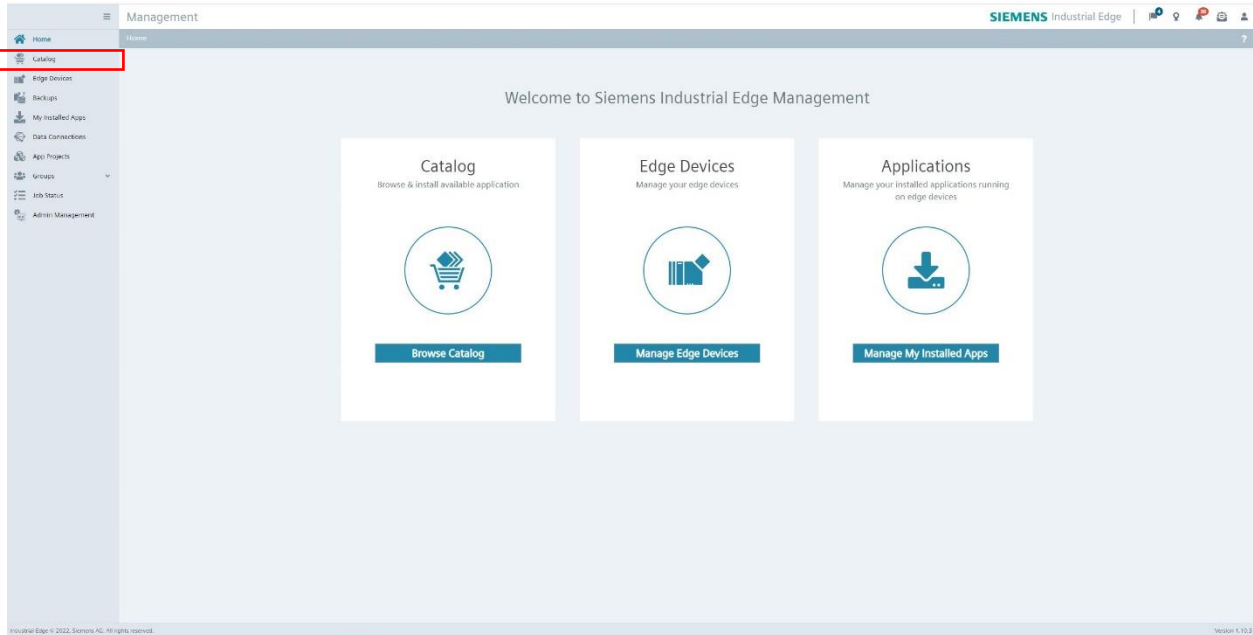 Management
SIEMENS Industrial Edge
Home
Home
Catalog
Edge Devices
Backups
My Installed Apps
Data Connections
App Projects
Groups
Job Status
Admin Management
Welcome to Siemens Industrial Edge Management
Catalog
Browse & install available application
Browse Catalog
Edge Devices
Manage your edge devices
Manage Edge Devices
Applications
Manage your installed applications running
on edge devices
Manage My Installed Apps
Industrial Edge © 2022, Siemens AG. All rights reserved.